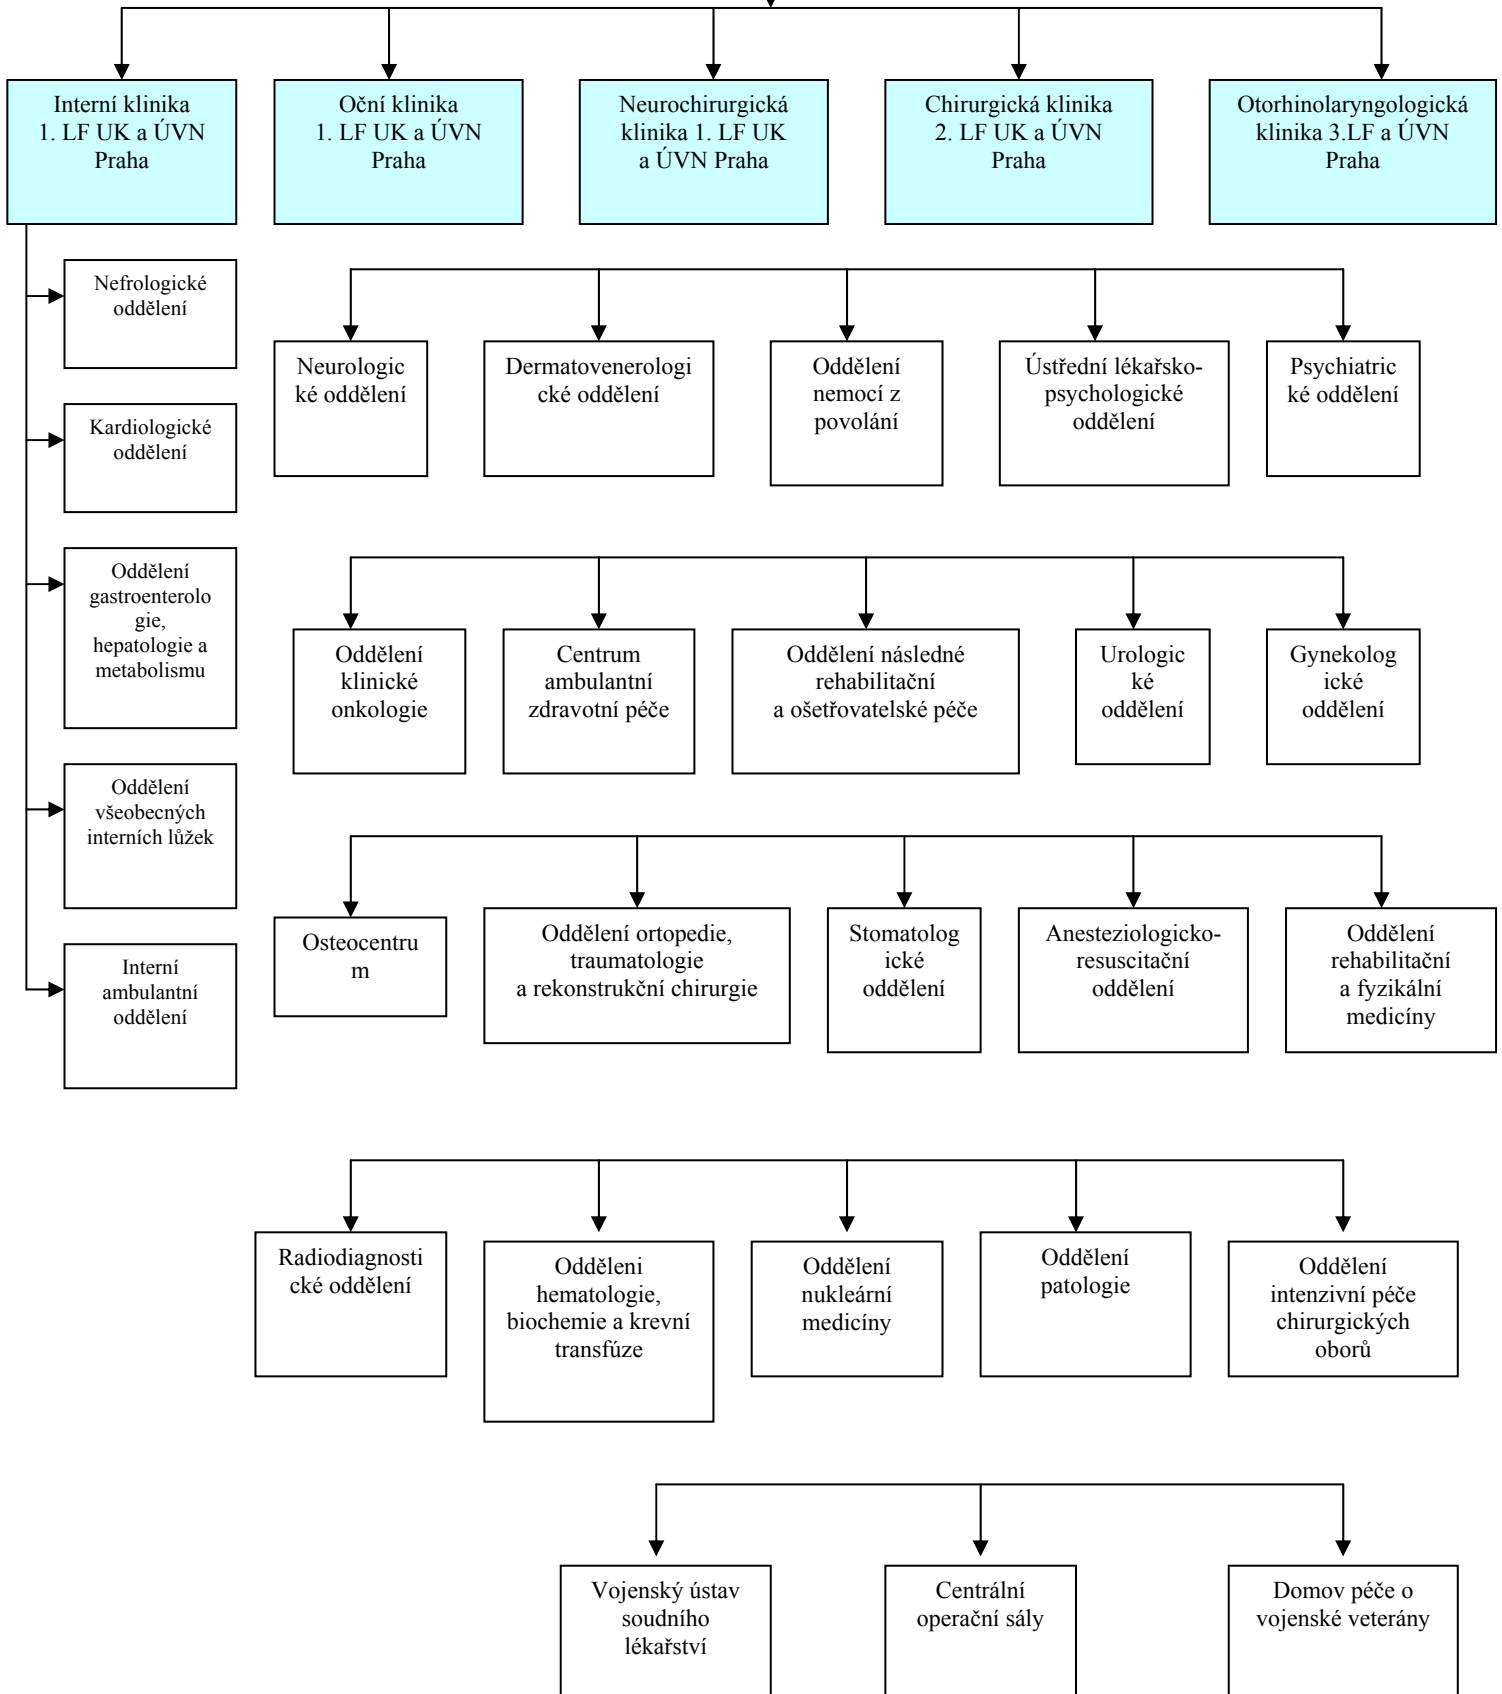 Interní klinika
1. LF UK a ÚVN
Praha
Oční klinika
1. LF UK a ÚVN
Praha
Neurochirurgická
klinika 1. LF UK
a ÚVN Praha
Chirurgická klinika
2. LF UK a ÚVN
Praha
Otorhinolaryngologická
klinika 3.LF a ÚVN
Praha
Nefrologické
oddělení
Kardiologické
oddělení
Oddělení
gastroenterolo
gie,
hepatologie a
metabolismu
Oddělení
všeobecných
interních lůžek
Interní
ambulantní
oddělení
Neurologic
ké oddělení
Dermatovenerologi
cké oddělení
Oddělení
nemocí z
povolání
Ústřední lékařsko-
psychologické
oddělení
Psychiatric
ké oddělení
Oddělení
klinické
onkologie
Centrum
ambulantní
zdravotní péče
Oddělení následné
rehabilitační
a ošetřovatelské péče
Urologic
ké
oddělení
Gynekolog
ické
oddělení
Osteocentru
m
Oddělení ortopedie,
traumatologie
a rekonstrukční chirurgie
Stomatolog
ické
oddělení
Anesteziologicko-
resuscitační
oddělení
Oddělení
rehabilitační
a fyzikální
medicíny
Radiodiagnosti
cké oddělení
Odděleni
hematologie,
biochemie a krevní
transfúze
Oddělení
nukleární
medicíny
Oddělení
patologie
Oddělení
intenzivní péče
chirurgických
oborů
Vojenský ústav
soudního
lékařství
Centrální
operační sály
Domov péče o
vojenské veterány